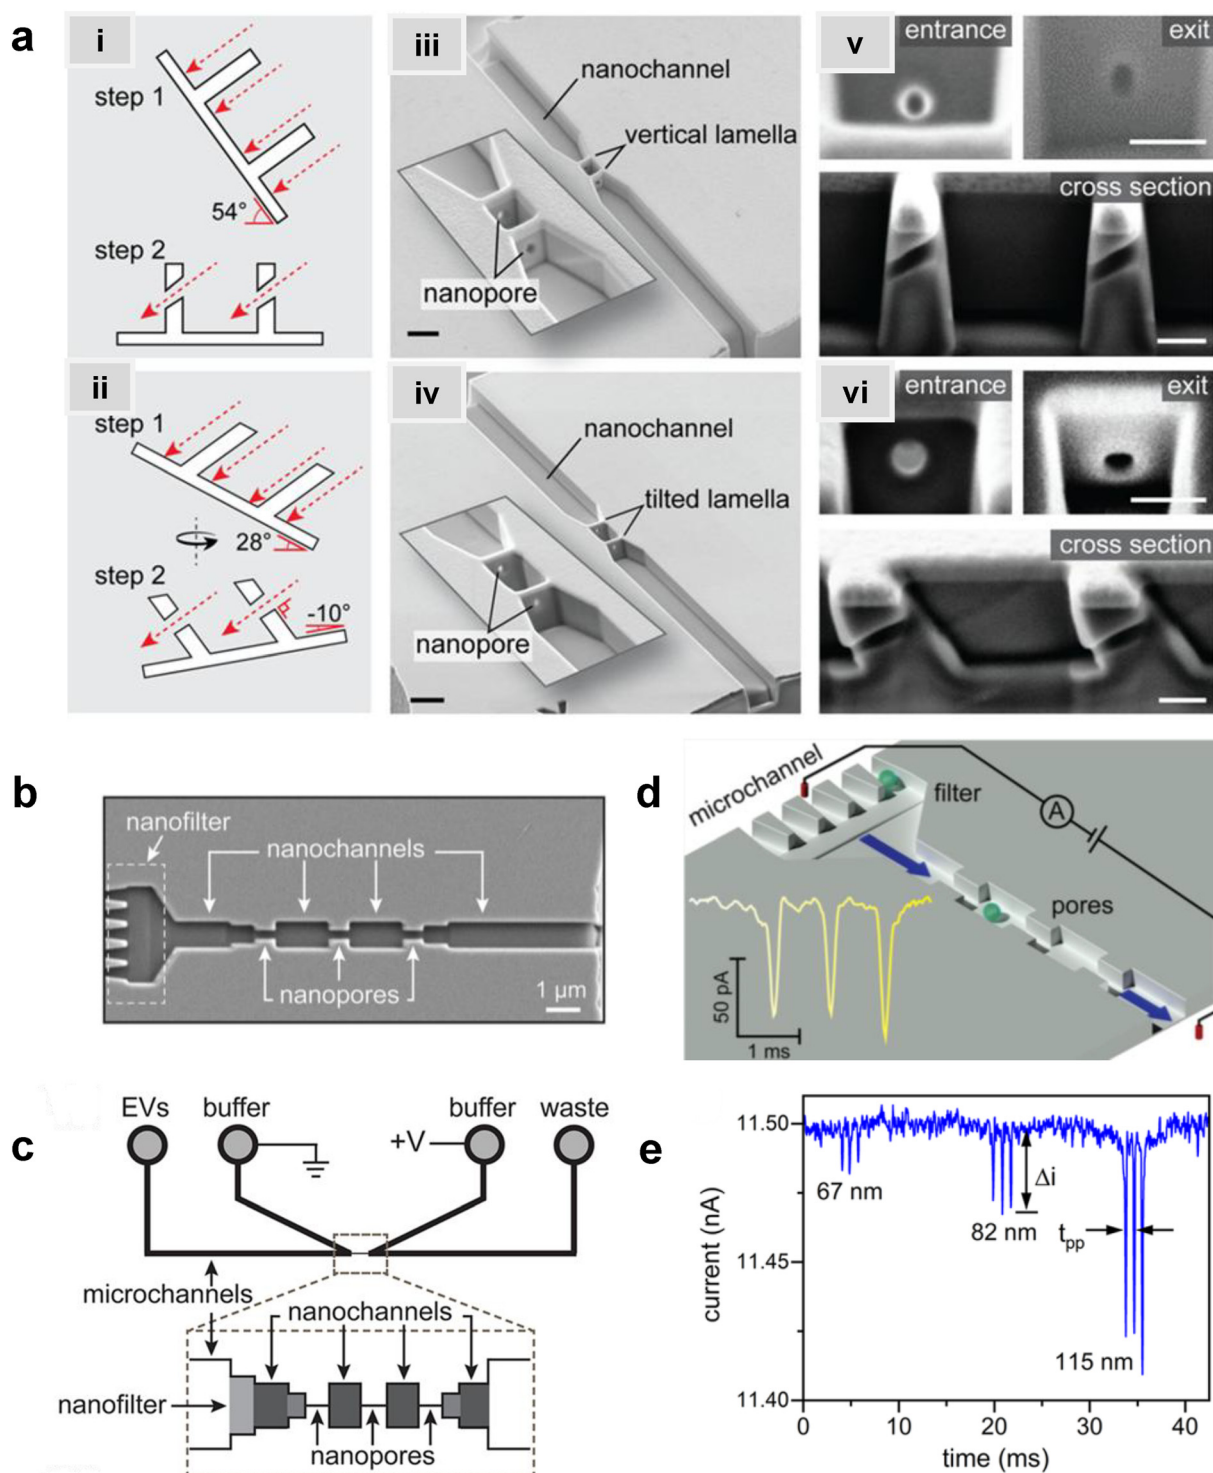 a
i
step 1
54°
step 2
iii
nanochannel
vertical lamella
nanopore
v
entrance
exit
cross section
ii
step 1
28°
step 2
-10°
iv
nanochannel
tilted lamella
nanopore
vi
entrance
exit
cross section
b
nanofilter
nanochannels
nanopores
1 µm
d
microchannel
filter
A
pores
50 pA
1 ms
c
EVs
buffer
buffer
waste
+V
microchannels
nanochannels
nanofilter
nanopores
e
11.50
67 nm
Δi
82 nm
tpp
11.45
current (nA)
115 nm
11.40
0
10
20
30
40
time (ms)